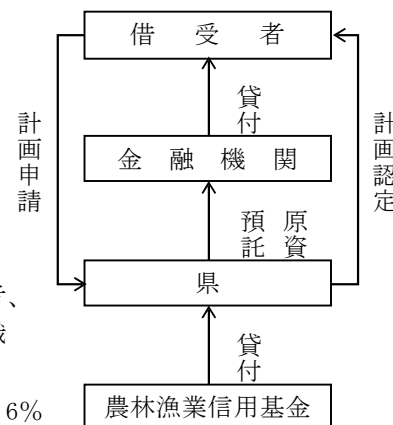 借受者
貸付
計画申請
計画認定
金融機関
原資
預託
、
県
貸付
6%
農林漁業信用基金